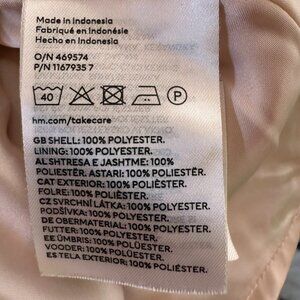 Made in Indonesia
Fabriqué en Indonésie
Hecho en Indonesia
O/N 469574
P/N 1167935 7
40
P
hm.com/takecare
GB SHELL: 100% POLYESTER.
LINING: 100% POLYESTER.
AL SHTRESA E JASHTME: 100%
POLIESTËR. ASTARI: 100% POLIESTËR.
CAT EXTERIOR: 100% POLIÈSTER.
FOLRE: 100% POLIÈSTER.
CZ SVRCHNÍ LÁTKA: 100% POLYESTER.
PODŠÍVKA: 100% POLYESTER.
DE OBERMATERIAL: 100% POLYESTER.
FUTTER: 100% POLYESTER.
EE ÜMBRIS: 100% POLÜESTER.
VOODER: 100% POLÜESTER.
ES TELA EXTERIOR: 100% POLIÉSTER.